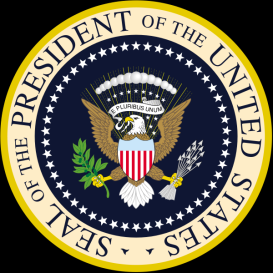 SEAL OF THE PRESIDENT OF THE UNITED STATES
E PLURIBUS UNUM